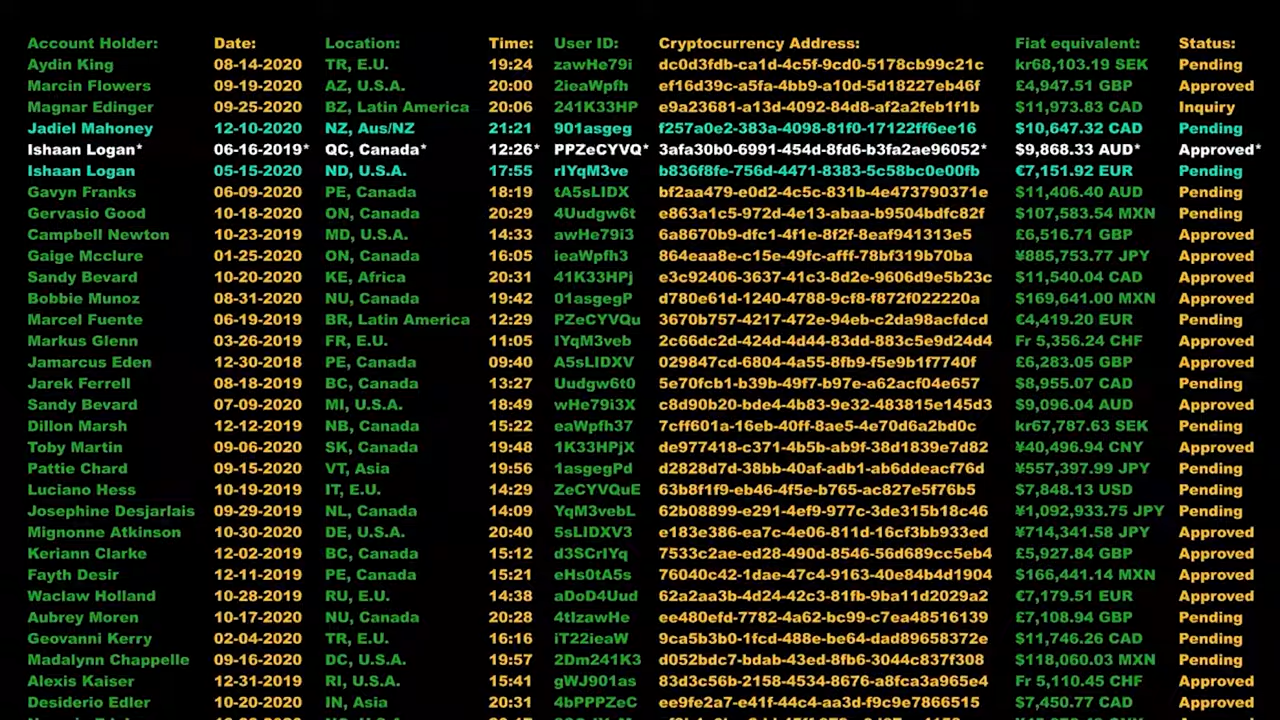 Account Holder: Date: Location: Time: User ID: Cryptocurrency Address: Fiat equivalent: Status:
Aydin King 08-14-2020 TR, E.U. 19:24 zawHe79i dc0d3fdb-ca1d-4c5f-9cd0-5178cb99c21c kr68,103.19 SEK Pending
Marcin Flowers 09-19-2020 AZ, U.S.A. 20:00 2ieaWpfh ef16d39c-a5fa-4bb9-a10d-5d18227eb46f £4,947.51 GBP Approved
Magnar Edinger 09-25-2020 BZ, Latin America 20:06 241K33HP e9a23681-a13d-4092-84d8-af2a2feb1f1b $11,973.83 CAD Inquiry
Jadiel Mahoney 12-10-2020 NZ, Aus/NZ 21:21 901asgeg f257a0e2-383a-4098-81f0-17122ff6ee16 $10,647.32 CAD Pending
Ishaan Logan* 06-16-2019* QC, Canada* 12:26* PPZeCYVQ* 3afa30b0-6991-454d-8fd6-b3fa2ae96052* $9,868.33 AUD* Approved*
Ishaan Logan 05-15-2020 ND, U.S.A. 17:55 rIYqM3ve b836f8fe-756d-4471-8383-5c58bc0e00fb €7,151.92 EUR Pending
Gavyn Franks 06-09-2020 PE, Canada 18:19 tA5sLIDX bf2aa479-e0d2-4c5c-831b-4e473790371e $11,406.40 AUD Pending
Gervasio Good 10-18-2020 ON, Canada 20:29 4Uudgw6t e863a1c5-972d-4e13-abaa-b9504bdfc82f $107,583.54 MXN Pending
Campbell Newton 10-23-2019 MD, U.S.A. 14:33 awHe79i3 6a8670b9-dfc1-4f1e-8f2f-8eaf941313e5 £6,516.71 GBP Approved
Gaige Mcclure 01-25-2020 ON, Canada 16:05 ieaWpfh3 864eaa8e-c15e-49fc-afff-78bf319b70ba ¥885,753.77 JPY Approved
Sandy Bevard 10-20-2020 KE, Africa 20:31 41K33HPj e3c92406-3637-41c3-8d2e-9606d9e5b23c $11,540.04 CAD Approved
Bobbie Munoz 08-31-2020 NU, Canada 19:42 01asgegP d780e61d-1240-4788-9cf8-f872f022220a $169,641.00 MXN Pending
Marcel Fuente 06-19-2019 BR, Latin America 12:29 PZeCYVQu 3670b757-4217-472e-94eb-c2da98acfdcd €4,419.20 EUR Pending
Markus Glenn 03-26-2019 FR, E.U. 11:05 IYqM3veb 2c66dc2d-424d-4d44-83dd-883c5e9d24d4 Fr 5,356.24 CHF Approved
Jamarcus Eden 12-30-2018 PE, Canada 09:40 A5sLIDXV 029847cd-6804-4a55-8fb9-f5e9b1f7740f £6,283.05 GBP Approved
Jarek Ferrell 08-18-2019 BC, Canada 13:27 Uudgw6t0 5e70fcb1-b39b-49f7-b97e-a62acf04e657 $8,955.07 CAD Pending
Sandy Bevard 07-09-2020 MI, U.S.A. 18:49 wHe79i3X c8d90b20-bde4-4b83-9e32-483815e145d3 $9,096.04 AUD Approved
Dillon Marsh 12-12-2019 NB, Canada 15:22 eaWpfh37 7cff601a-16eb-40ff-8ae5-4e70d6a2bd0c kr67,787.63 SEK Pending
Toby Martin 09-06-2020 SK, Canada 19:48 1K33HPjX de977418-c371-4b5b-ab9f-38d1839e7d82 ¥40,496.94 CNY Approved
Pattie Chard 09-15-2020 VT, Asia 19:56 1asgegPd d2828d7d-38bb-40af-adb1-ab6ddeacf76d ¥557,397.99 JPY Pending
Luciano Hess 10-19-2019 IT, E.U. 14:29 ZeCYVQuE 63b8f1f9-eb46-4f5e-b765-ac827e5f76b5 $7,848.13 USD Pending
Josephine Desjarlais 09-29-2019 NL, Canada 14:09 YqM3vebL 62b08899-e291-4ef9-977c-3de315b18c46 ¥1,092,933.75 JPY Pending
Mignonne Atkinson 10-30-2020 DE, U.S.A. 20:40 5sLIDXV3 e183e386-ea7c-4e06-811d-16cf3bb933ed ¥714,341.58 JPY Approved
Keriann Clarke 12-02-2019 BC, Canada 15:12 d3SCrIYq 7533c2ae-ed28-490d-8546-56d689cc5eb4 £5,927.84 GBP Approved
Fayth Desir 12-11-2019 PE, Canada 15:21 eHs0tA5s 76040c42-1dae-47c4-9163-40e84b4d1904 $166,441.14 MXN Approved
Waclaw Holland 10-28-2019 RU, E.U. 14:38 aDoD4Uud 62a2aa3b-4d24-42c3-81fb-9ba11d2029a2 €7,179.51 EUR Approved
Aubrey Moren 10-17-2020 NU, Canada 20:28 4tIzawHe ee480efd-7782-4a62-bc99-c7ea48516139 £7,108.94 GBP Pending
Geovanni Kerry 02-04-2020 TR, E.U. 16:16 iT22ieaW 9ca5b3b0-1fcd-488e-be64-dad89658372e $11,746.26 CAD Pending
Madalynn Chappelle 09-16-2020 DC, U.S.A. 19:57 2Dm241K3 d052bdc7-bdab-43ed-8fb6-3044c837f308 $118,060.03 MXN Pending
Alexis Kaiser 12-31-2019 RI, U.S.A. 15:41 gWJ901as 83d3c56b-2158-4534-8676-a8fca3a965e4 Fr 5,110.45 CHF Approved
Desiderio Edler 10-20-2020 IN, Asia 20:31 4bPPPZeC ee9fe2a7-e41f-44c4-aa3d-f9c9e7866515 $7,450.77 CAD Approved